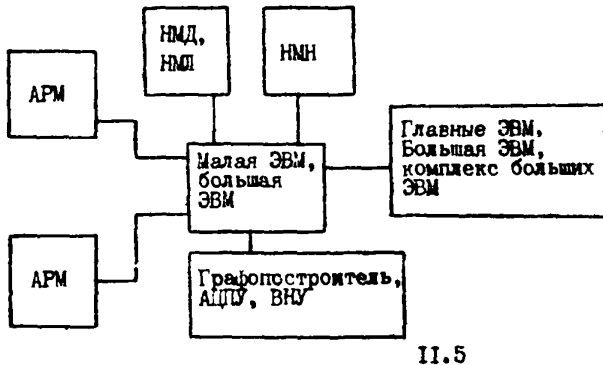 НМД,
НМЛ
НМН
АРМ
Малая ЭВМ,
большая
ЭВМ
Главные ЭВМ,
Большая ЭВМ,
комплекс больших
ЭВМ
АРМ
Графопостроитель,
АЦПУ, ВНУ
II.5